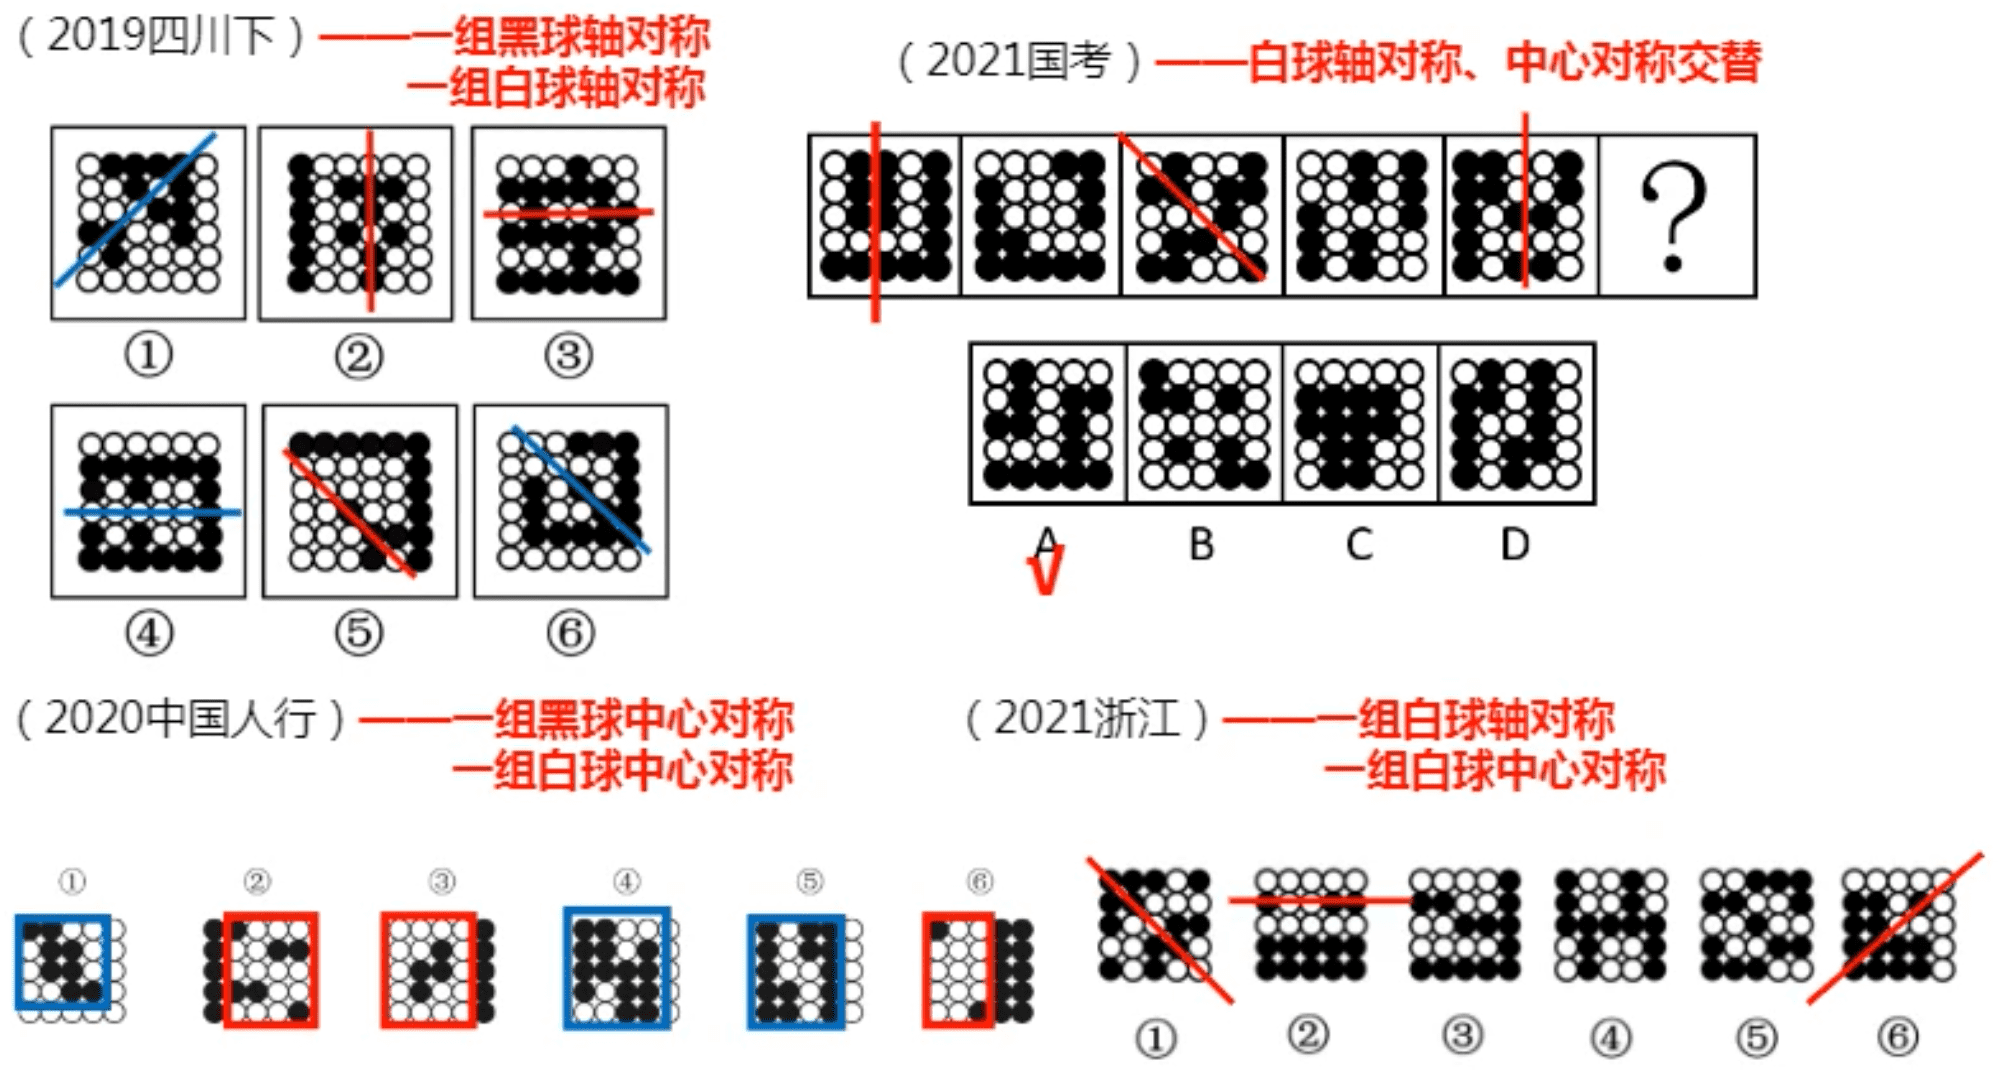 （2019四川下）———一组黑球轴对称
一组白球轴对称
① ② ③
④ ⑤ ⑥
（2021国考）——白球轴对称、中心对称交替
?
A B C D
（2020中国人行）———一组黑球中心对称
一组白球中心对称
① ② ③ ④ ⑤ ⑥
（2021浙江）———一组白球轴对称
一组白球中心对称
① ② ③ ④ ⑤ ⑥